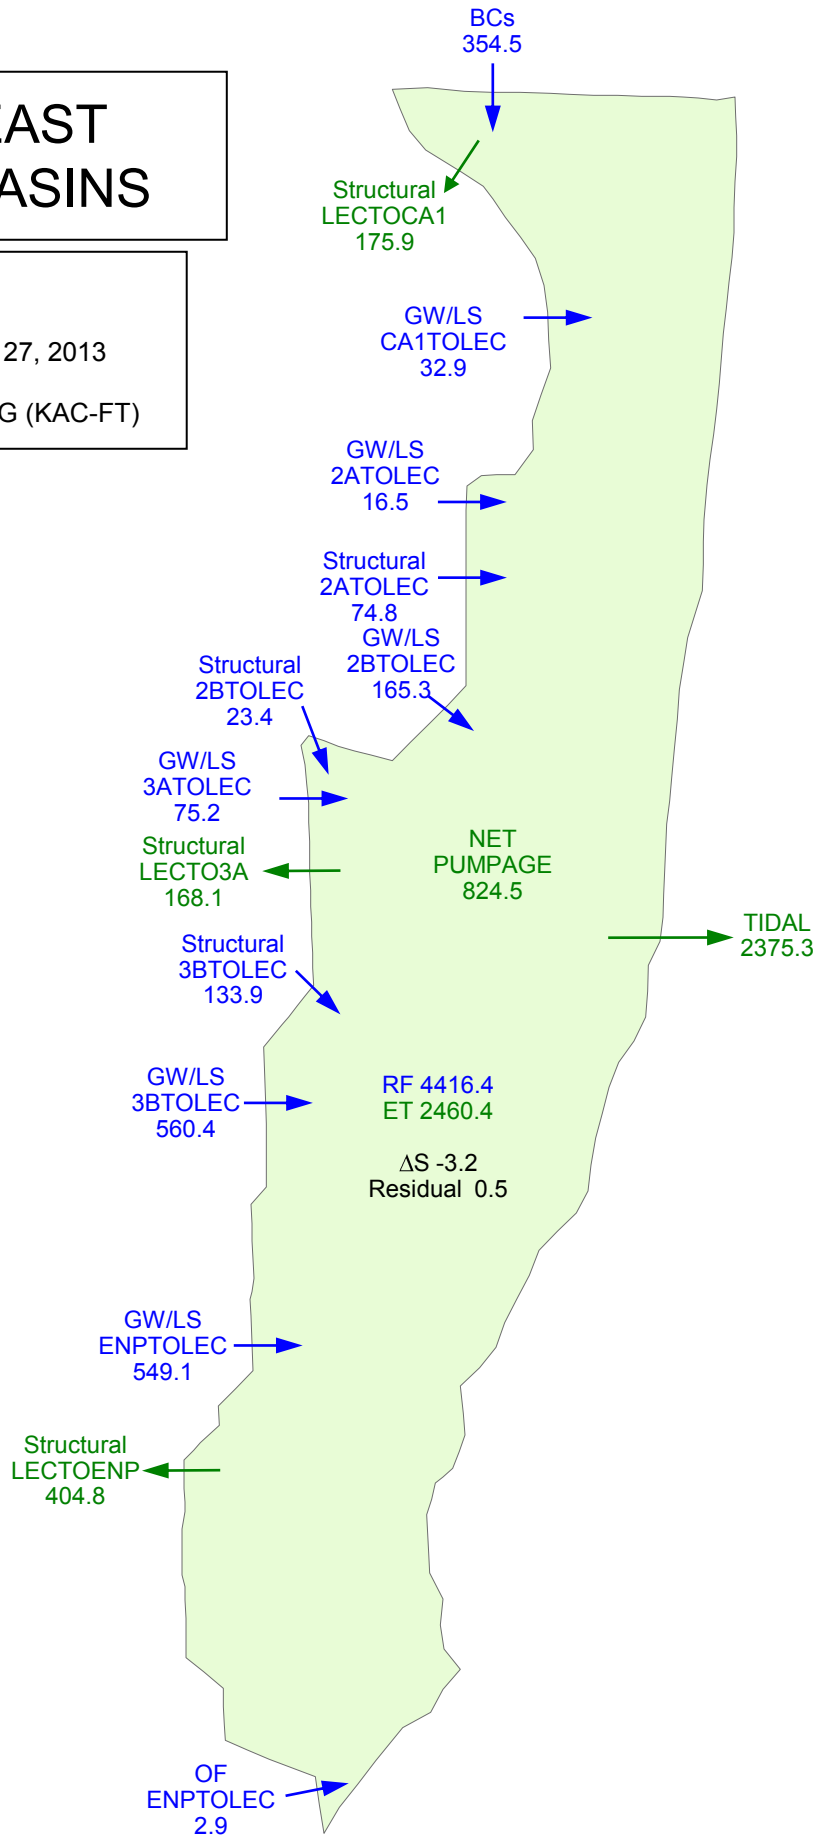 BCs
354.5
EAST
ASINS
27, 2013
G (KAC-FT)
Structural
LECTOCA1
175.9
GW/LS
CA1TOLEC
32.9
GW/LS
2ATOLEC
16.5
Structural
2ATOLEC
74.8
GW/LS
2BTOLEC
165.3
Structural
2BTOLEC
23.4
GW/LS
3ATOLEC
75.2
Structural
LECTO3A
168.1
NET
PUMPAGE
824.5
TIDAL
2375.3
Structural
3BTOLEC
133.9
GW/LS
3BTOLEC
560.4
RF 4416.4
ET 2460.4
ΔS -3.2
Residual 0.5
GW/LS
ENPTOLEC
549.1
Structural
LECTOENP
404.8
OF
ENPTOLEC
2.9